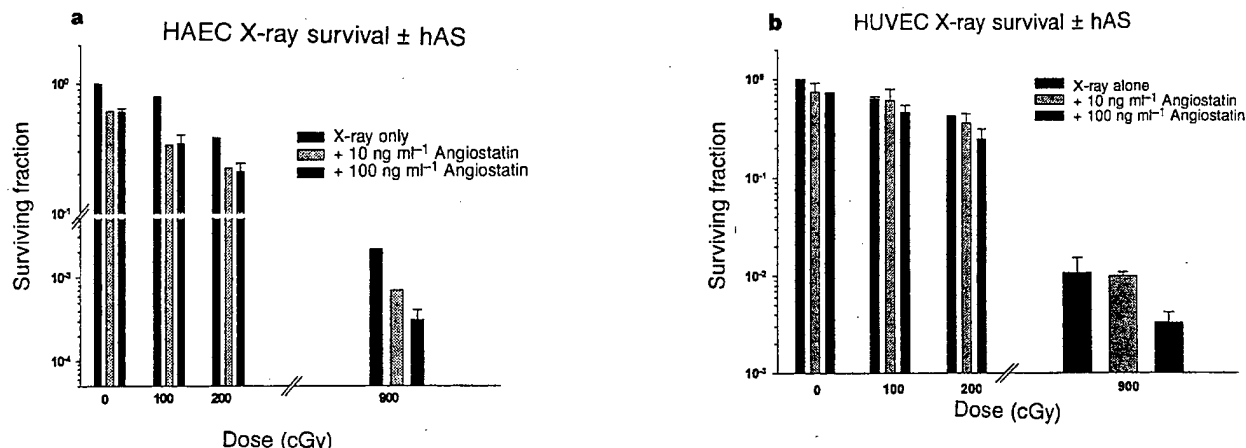 a
HAEC X-ray survival ± hAS
Surviving fraction
10⁰
10⁻¹
10⁻³
10⁻⁴
X-ray only
+ 10 ng ml⁻¹ Angiostatin
+ 100 ng ml⁻¹ Angiostatin
0
100
200
900
Dose (cGy)
b
HUVEC X-ray survival ± hAS
Surviving fraction
10⁰
10⁻¹
10⁻²
10⁻³
X-ray alone
+ 10 ng ml⁻¹ Angiostatin
+ 100 ng ml⁻¹ Angiostatin
0
100
200
900
Dose (cGy)